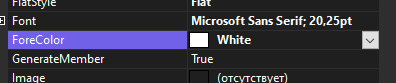 FlatStyle Flat
Font Microsoft Sans Serif; 20,25pt
ForeColor White
GenerateMember True
Image (отсутствует)